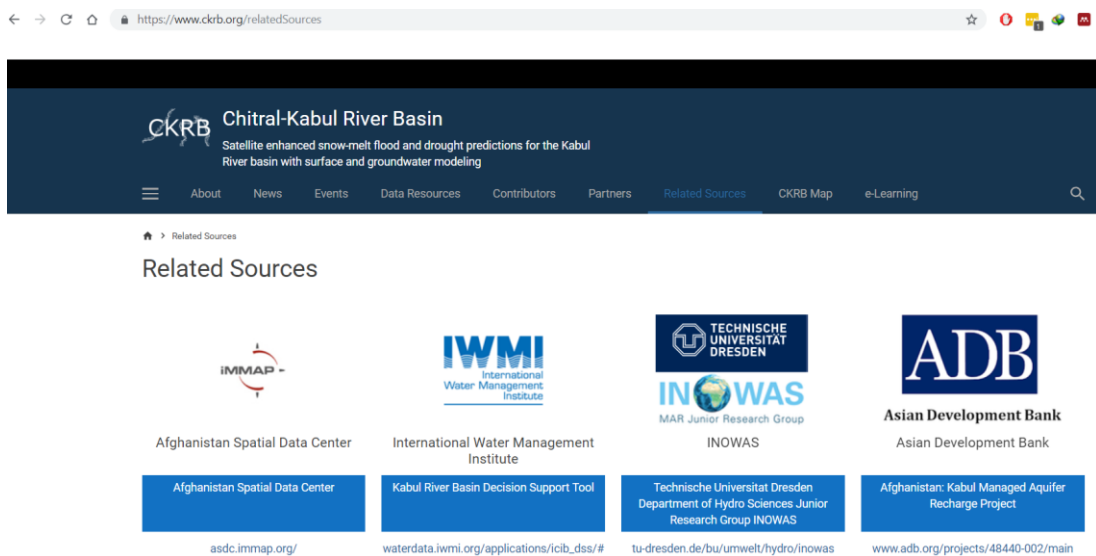 https://www.ckrb.org/relatedSources
1
CKRB
Chitral-Kabul River Basin
Satellite enhanced snow-melt flood and drought predictions for the Kabul
River basin with surface and groundwater modeling
About News Events Data Resources Contributors Partners Related Sources CKRB Map e-Learning
> Related Sources
Related Sources
iMMAP
Afghanistan Spatial Data Center
Afghanistan Spatial Data Center
asdc.immap.org/
IWMI
International
Water Management
Institute
International Water Management
Institute
Kabul River Basin Decision Support Tool
waterdata.iwmi.org/applications/icib_dss/#
TECHNISCHE
UNIVERSITÄT
DRESDEN
INOWAS
MAR Junior Research Group
INOWAS
Technische Universitat Dresden
Department of Hydro Sciences Junior
Research Group INOWAS
tu-dresden.de/bu/umwelt/hydro/inowas
ADB
Asian Development Bank
Asian Development Bank
Afghanistan: Kabul Managed Aquifer
Recharge Project
www.adb.org/projects/48440-002/main